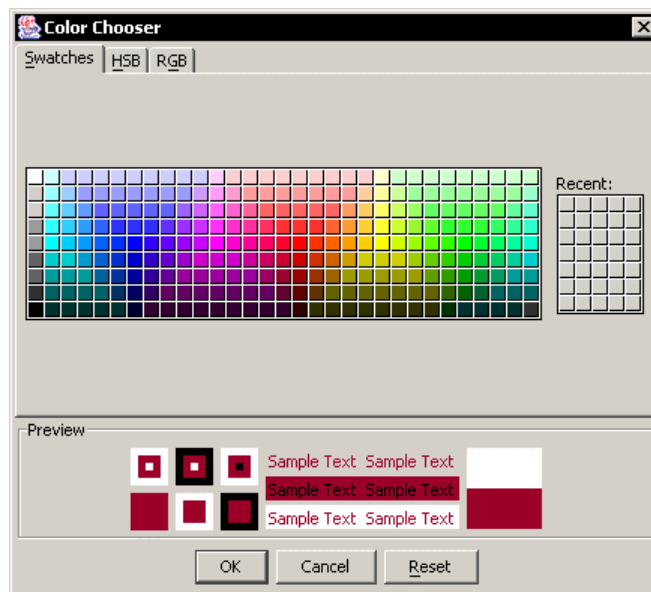 Color Chooser
Swatches HSB RGB
Recent:
Preview
Sample Text Sample Text
Sample Text Sample Text
Sample Text Sample Text
OK Cancel Reset